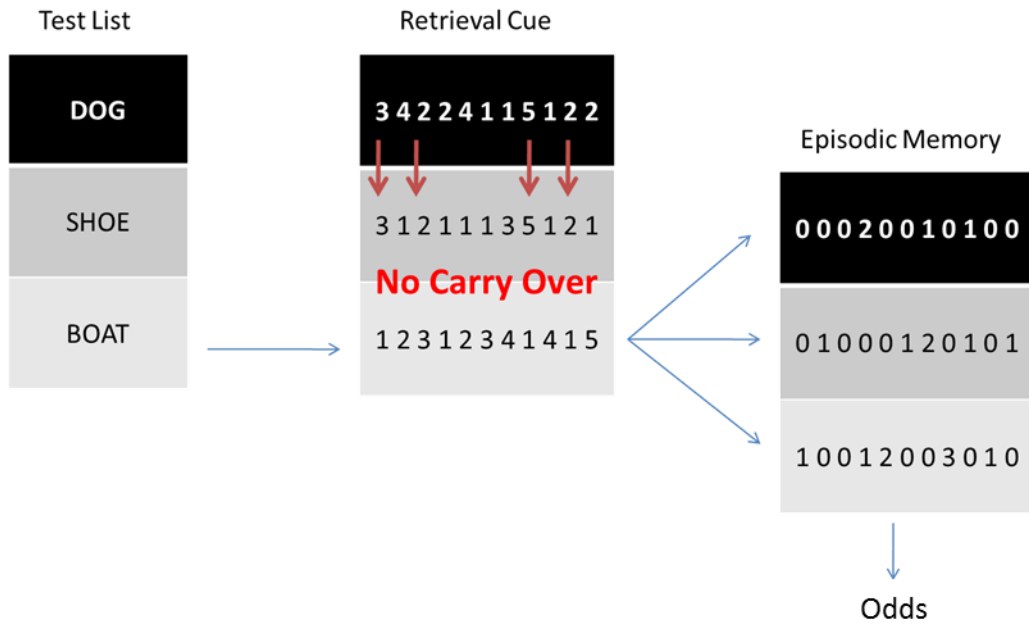 Test List
DOG
SHOE
BOAT
Retrieval Cue
3 4 2 2 4 1 1 5 1 2 2
3 1 2 1 1 1 3 5 1 2 1
No Carry Over
1 2 3 1 2 3 4 1 4 1 5
Episodic Memory
0 0 0 2 0 0 1 0 1 0 0
0 1 0 0 0 1 2 0 1 0 1
1 0 0 1 2 0 0 3 0 1 0
Odds